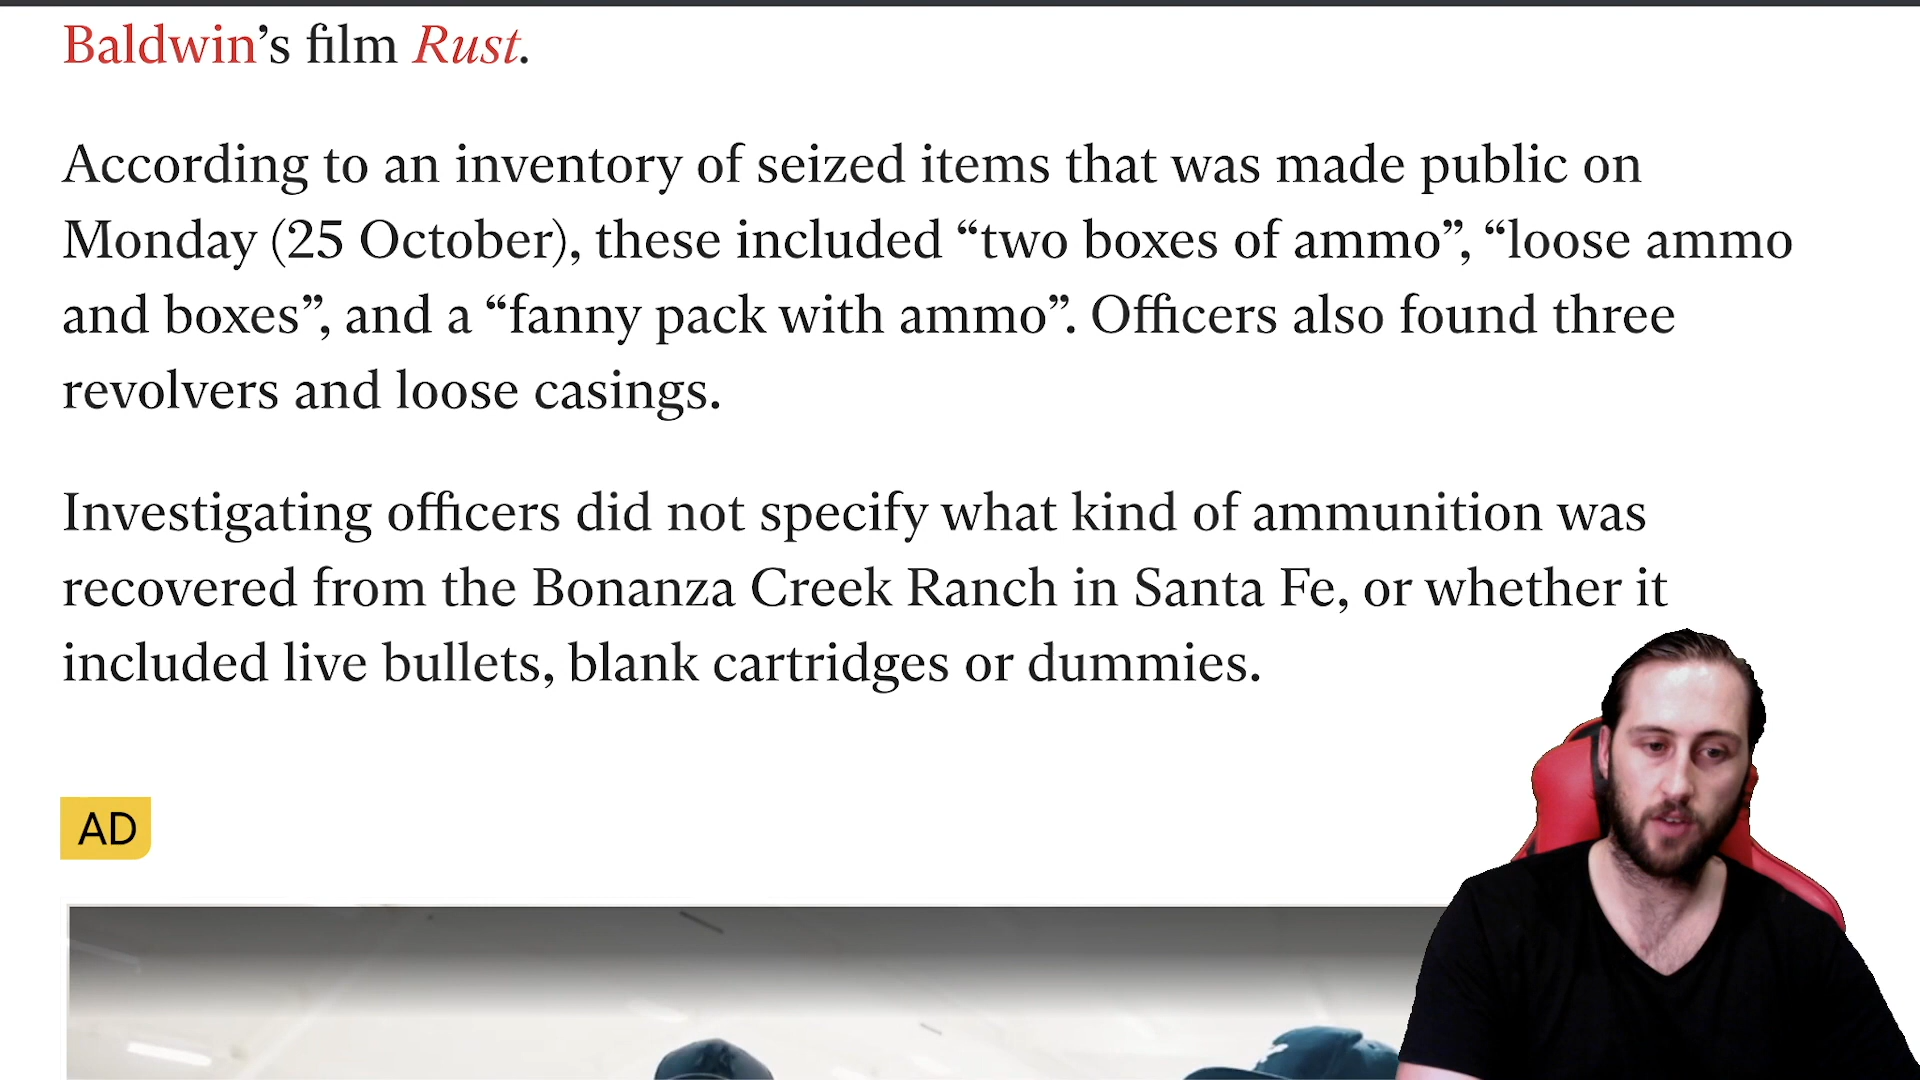 Baldwin’s film Rust.
According to an inventory of seized items that was made public on
Monday (25 October), these included “two boxes of ammo”, “loose ammo
and boxes”, and a “fanny pack with ammo”. Officers also found three
revolvers and loose casings.
Investigating officers did not specify what kind of ammunition was
recovered from the Bonanza Creek Ranch in Santa Fe, or whether it
included live bullets, blank cartridges or dummies.
AD